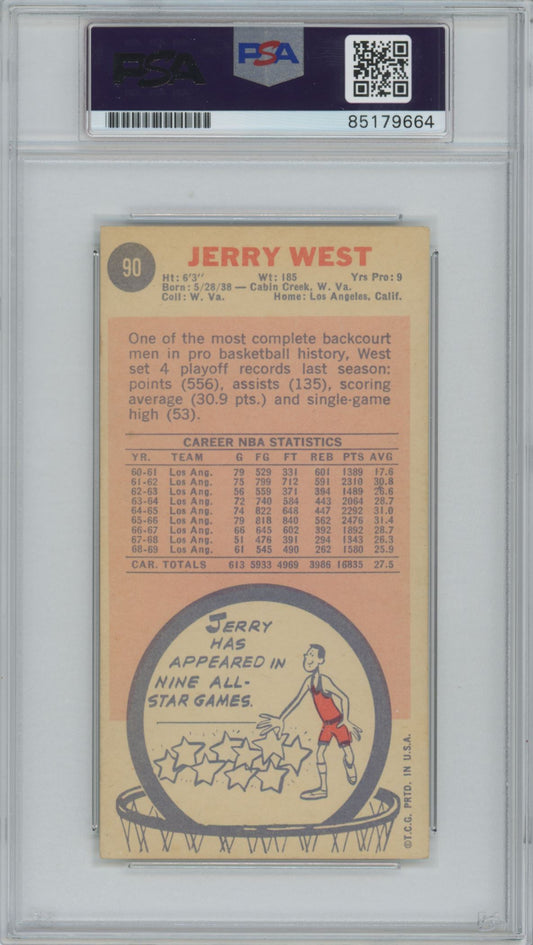 PSA
PSA
85179664
90
JERRY WEST
Ht: 6'3" Wt: 185 Yrs Pro: 9
Born: 5/28/38 — Cabin Creek, W. Va.
Coll: W. Va. Home: Los Angeles, Calif.
One of the most complete backcourt
men in pro basketball history, West
set 4 playoff records last season:
points (556), assists (135), scoring
average (30.9 pts.) and single-game
high (53).
CAREER NBA STATISTICS
YR. TEAM G FG FT REB PTS AVG
60-61 Los Ang. 79 529 331 601 1389 17.6
61-62 Los Ang. 75 799 712 591 2310 30.8
62-63 Los Ang. 56 559 371 394 1489 26.6
63-64 Los Ang. 72 740 584 443 2064 28.7
64-65 Los Ang. 74 822 648 447 2292 31.0
65-66 Los Ang. 79 818 840 562 2476 31.4
66-67 Los Ang. 66 645 602 392 1892 28.7
67-68 Los Ang. 51 476 391 294 1343 26.3
68-69 Los Ang. 61 545 490 262 1580 25.9
CAR. TOTALS 613 5933 4969 3986 16835 27.5
JERRY
HAS
APPEARED IN
NINE ALL-
STAR GAMES.
©T.C.G. PRTD. IN U.S.A.